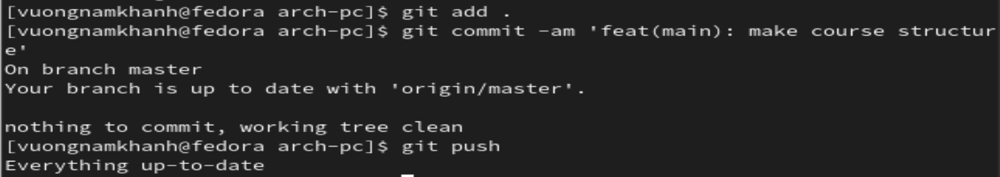 [vuongnamkhanh@fedora arch-pc]$ git add .
[vuongnamkhanh@fedora arch-pc]$ git commit -am 'feat(main): make course structur
e'
On branch master
Your branch is up to date with 'origin/master'.
nothing to commit, working tree clean
[vuongnamkhanh@fedora arch-pc]$ git push
Everything up-to-date